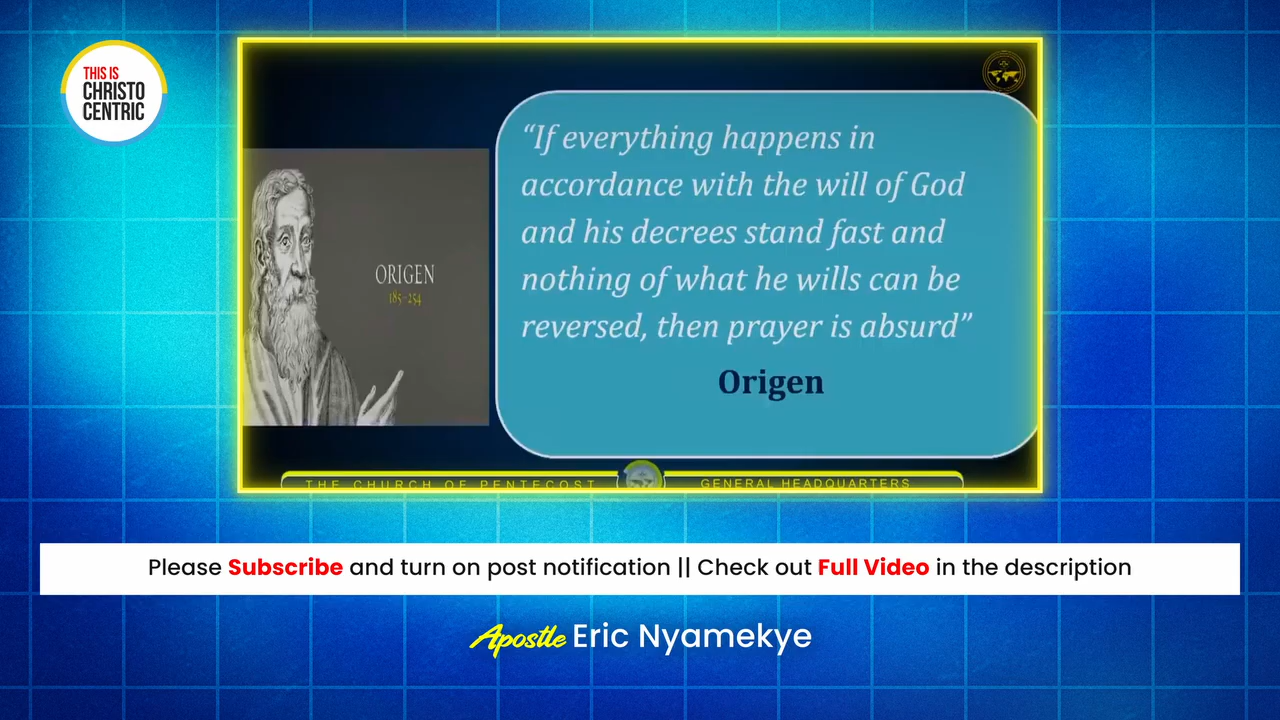 THIS IS
CHRISTO
CENTRIC
“If everything happens in
accordance with the will of God
and his decrees stand fast and
nothing of what he wills can be
reversed, then prayer is absurd”
Origen
ORIGEN
185-254
THE CHURCH OF PENTECOST
GENERAL HEADQUARTERS
Please Subscribe and turn on post notification || Check out Full Video in the description
Apostle Eric Nyamekye